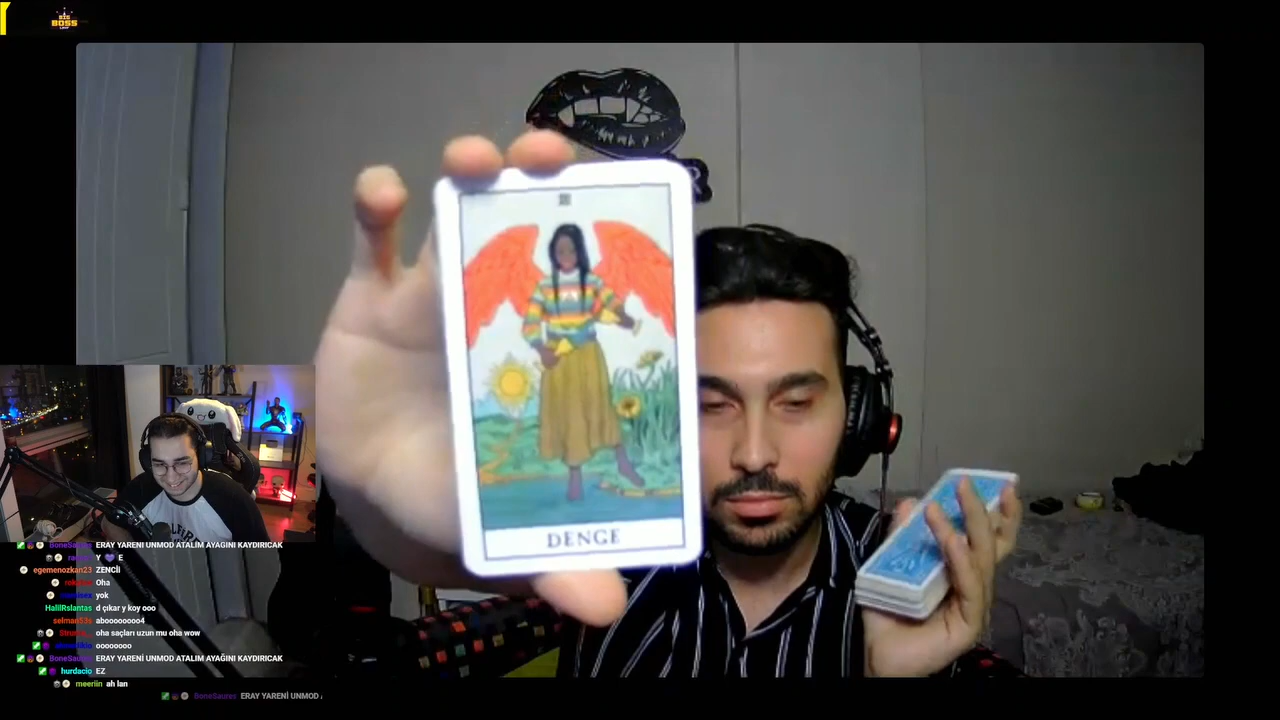 BIG
BOSS
R
DENGE
BoneSaures ERAY YARENİ UNMOD ATALIM AYAĞINI KAYDIRICAK
Y 💜 E
egemenozkan23 ZENCİİ
Oha
yok
HalilRslantas d çıkar y koy ooo
selman53s aboooooooo4
oha saçları uzun mu oha wow
oooooooo
BoneSaures ERAY YARENİ UNMOD ATALIM AYAĞINI KAYDIRICAK
hurdacio EZ
meeriin ah lan
BoneSaures ERAY YARENİ UNMOD